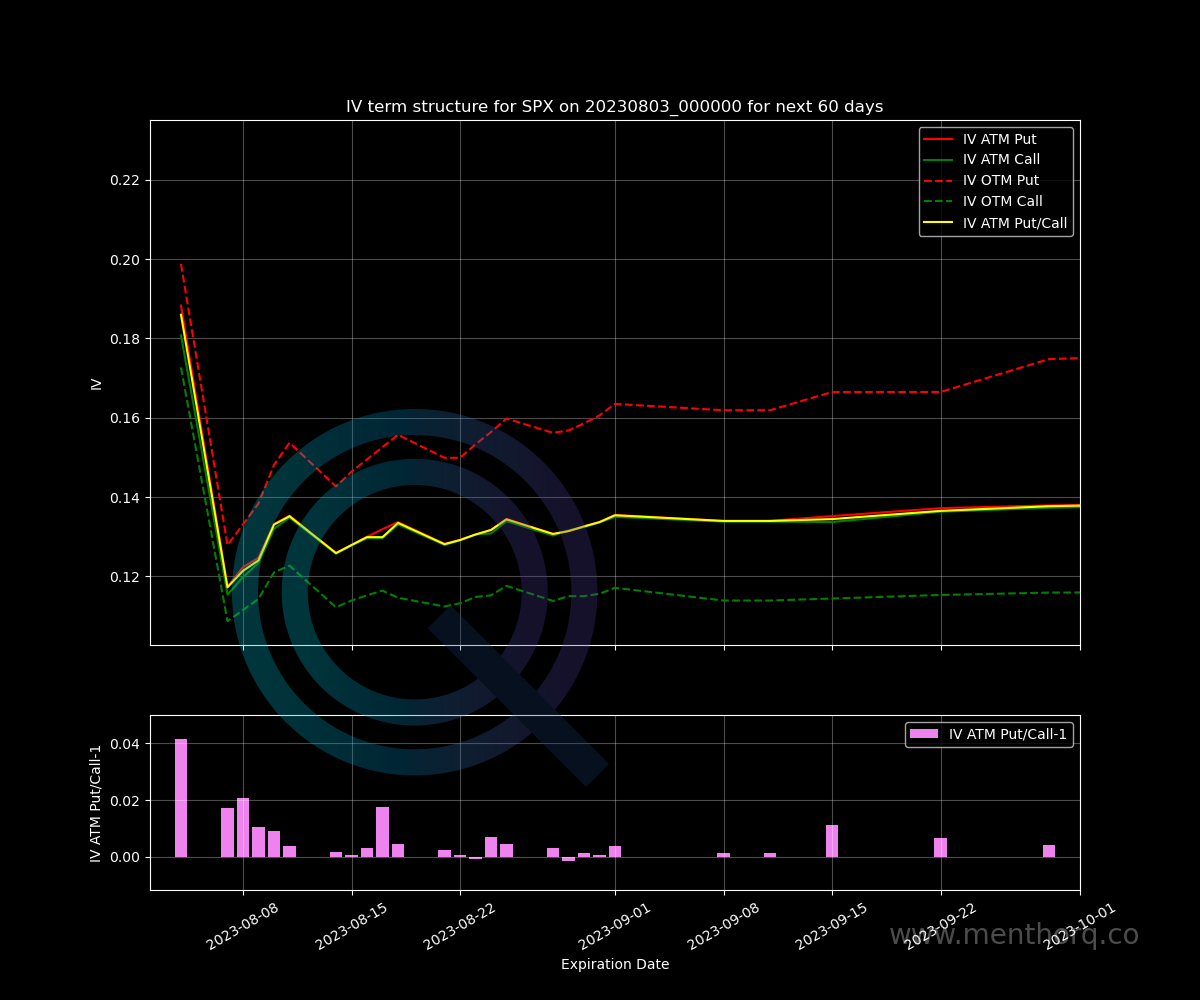 IV term structure for SPX on 20230803_000000 for next 60 days
IV ATM Put
IV ATM Call
IV OTM Put
IV OTM Call
IV ATM Put/Call
0.22
0.20
0.18
0.16
0.14
0.12
IV
IV ATM Put/Call-1
0.04
0.02
0.00
IV ATM Put/Call-1
2023-08-08
2023-08-15
2023-08-22
2023-09-01
2023-09-08
2023-09-15
2023-09-22
2023-10-01
www.menthorq.co
Expiration Date